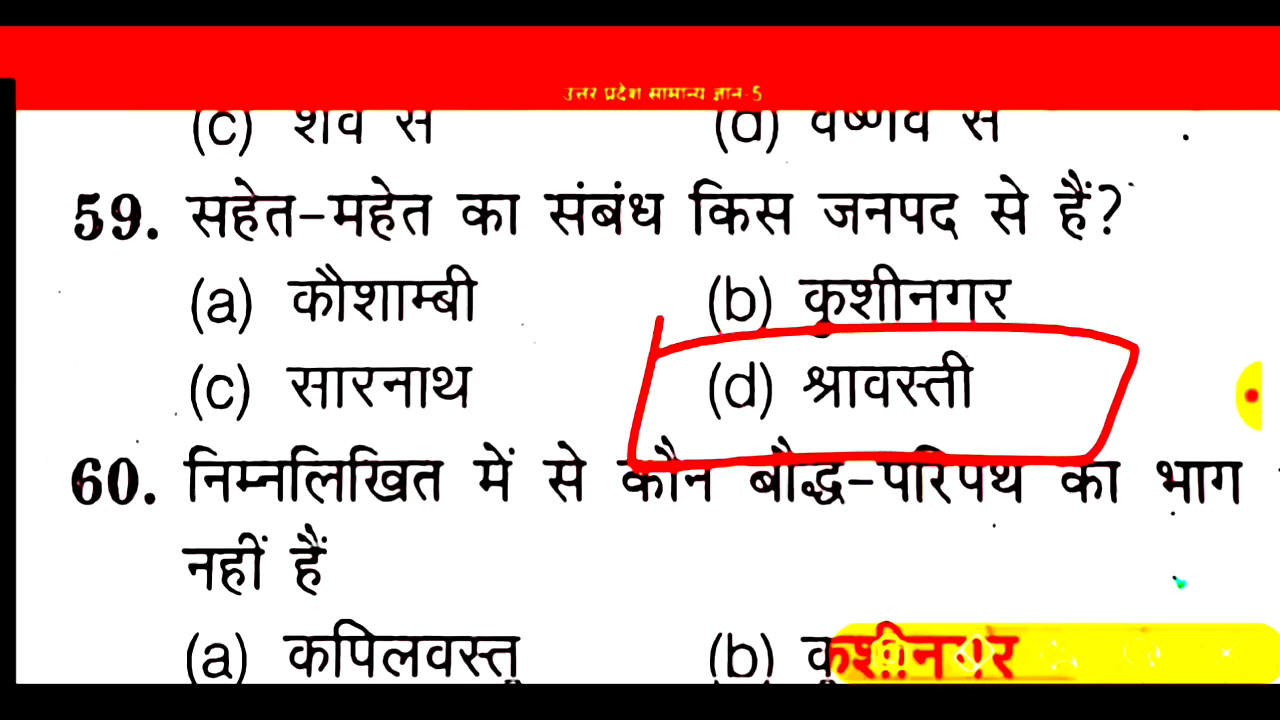 उत्तर प्रदेश सामान्य ज्ञान-5
(c) शैव से (d) वैष्णव से
59. सहेत-महेत का संबंध किस जनपद से हैं?
(a) कौशाम्बी (b) कुशीनगर
(c) सारनाथ (d) श्रावस्ती
60. निम्नलिखित में से कौन बौद्ध-परिपथ का भाग
नहीं हैं
(a) कपिलवस्तु (b) कुशीनगर